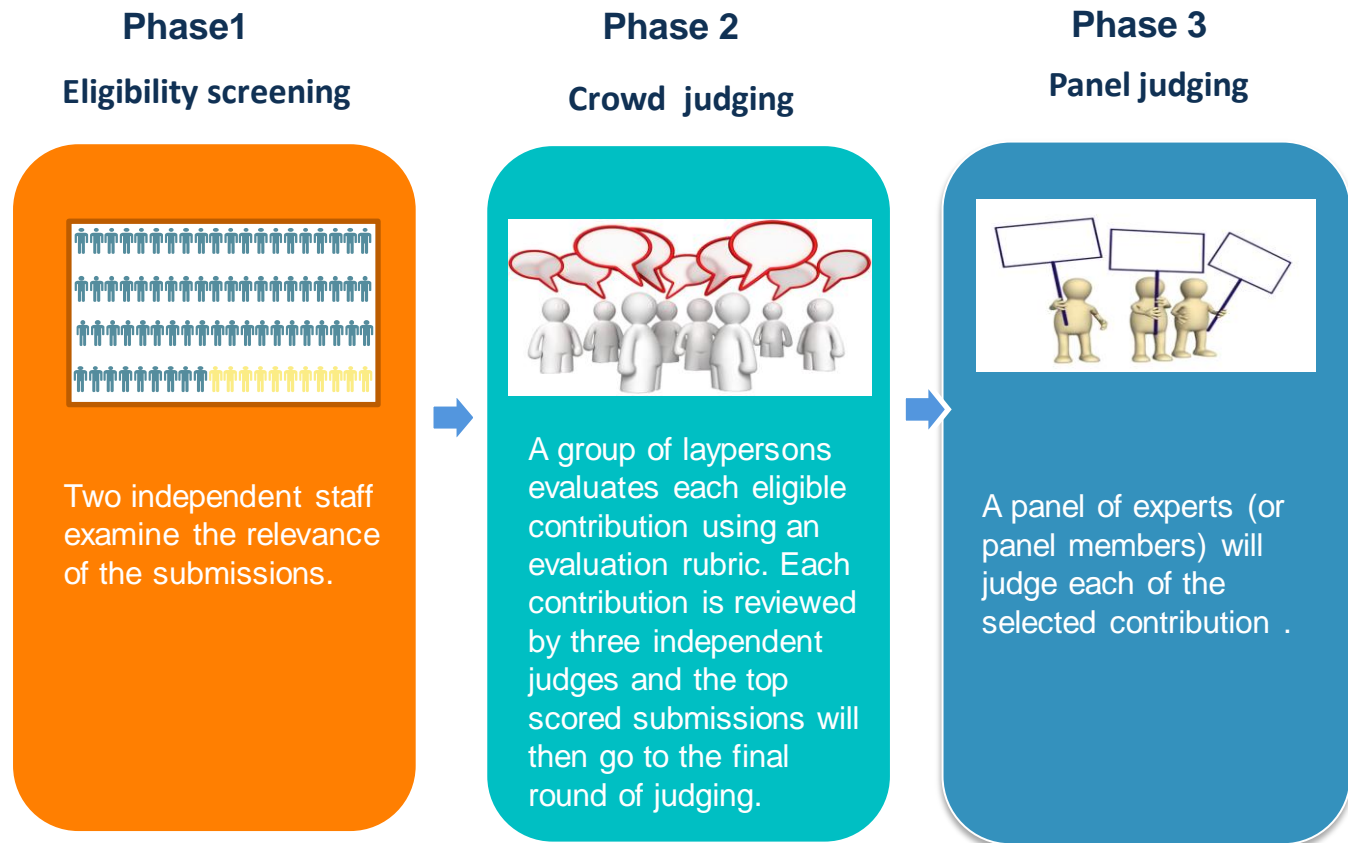 Phase1
Eligibility screening
Two independent staff
examine the relevance
of the submissions.
Phase 2
Crowd judging
A group of laypersons
evaluates each eligible
contribution using an
evaluation rubric. Each
contribution is reviewed
by three independent
judges and the top
scored submissions will
then go to the final
round of judging.
Phase 3
Panel judging
A panel of experts (or
panel members) will
judge each of the
selected contribution .